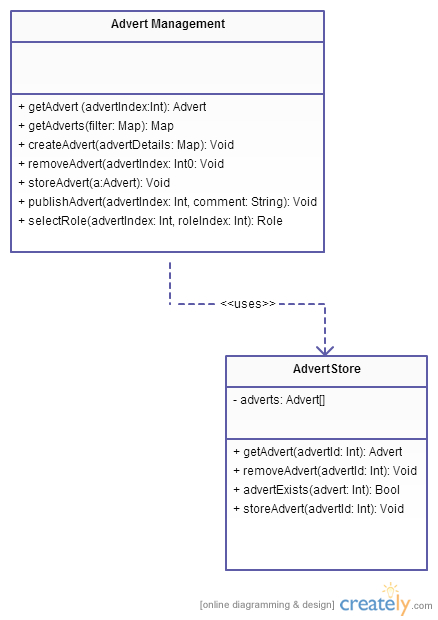 Advert Management
+ getAdvert (advertIndex:Int): Advert
+ getAdverts(filter: Map): Map
+ createAdvert(advertDetails: Map): Void
+ removeAdvert(advertIndex: Int0: Void
+ storeAdvert(a:Advert): Void
+ publishAdvert(advertIndex: Int, comment: String): Void
+ selectRole(advertIndex: Int, roleIndex: Int): Role
<<uses>>
AdvertStore
- adverts: Advert[]
+ getAdvert(advertId: Int): Advert
+ removeAdvert(advertId: Int): Void
+ advertExists(advert: Int): Bool
+ storeAdvert(advertId: Int): Void
[online diagramming & design] creately.com